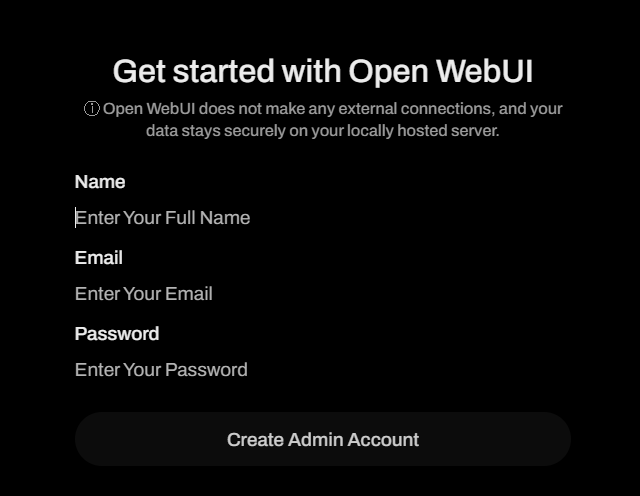 Get started with Open WebUI
ⓘ Open WebUI does not make any external connections, and your
data stays securely on your locally hosted server.
Name
Enter Your Full Name
Email
Enter Your Email
Password
Enter Your Password
Create Admin Account